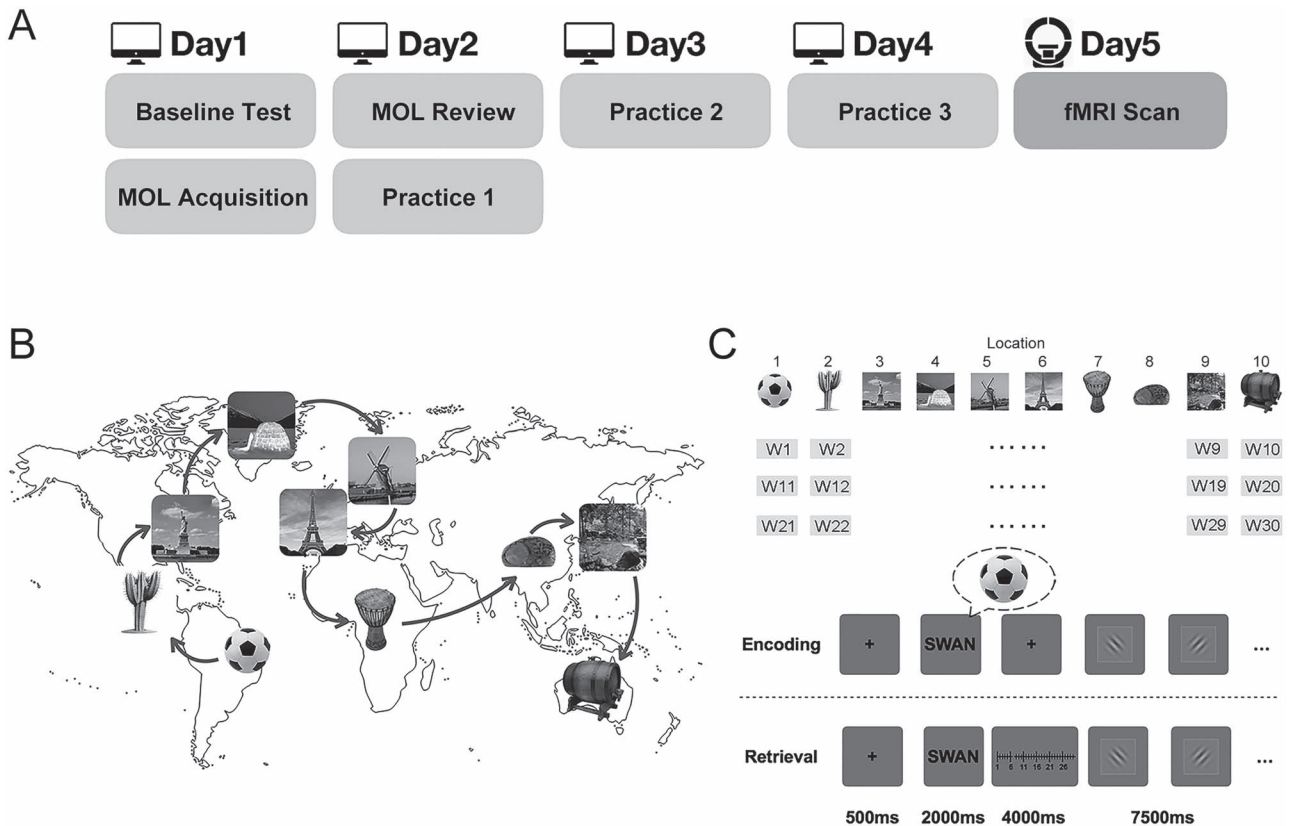 A
Day1 Day2 Day3 Day4 Day5
Baseline Test MOL Review Practice 2 Practice 3 fMRI Scan
MOL Acquisition Practice 1
B
C
Location
1 2 3 4 5 6 7 8 9 10
W1 W2 ...... W9 W10
W11 W12 ...... W19 W20
W21 W22 ...... W29 W30
Encoding + SWAN + ...
Retrieval + SWAN ...
1 6 11 16 21 26
500ms 2000ms 4000ms 7500ms